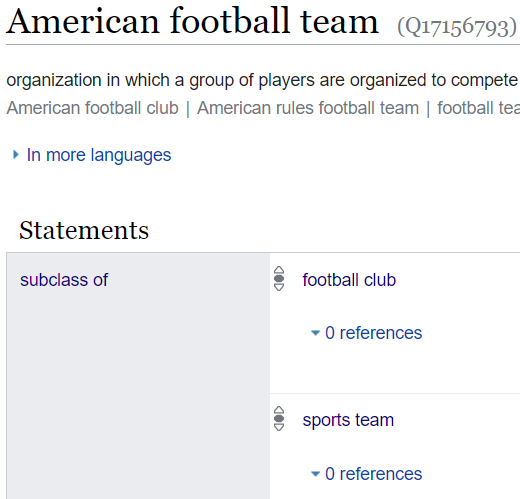 American football team (Q17156793)
organization in which a group of players are organized to compete
American football club | American rules football team | football tea
In more languages
Statements
subclass of
football club
0 references
sports team
0 references